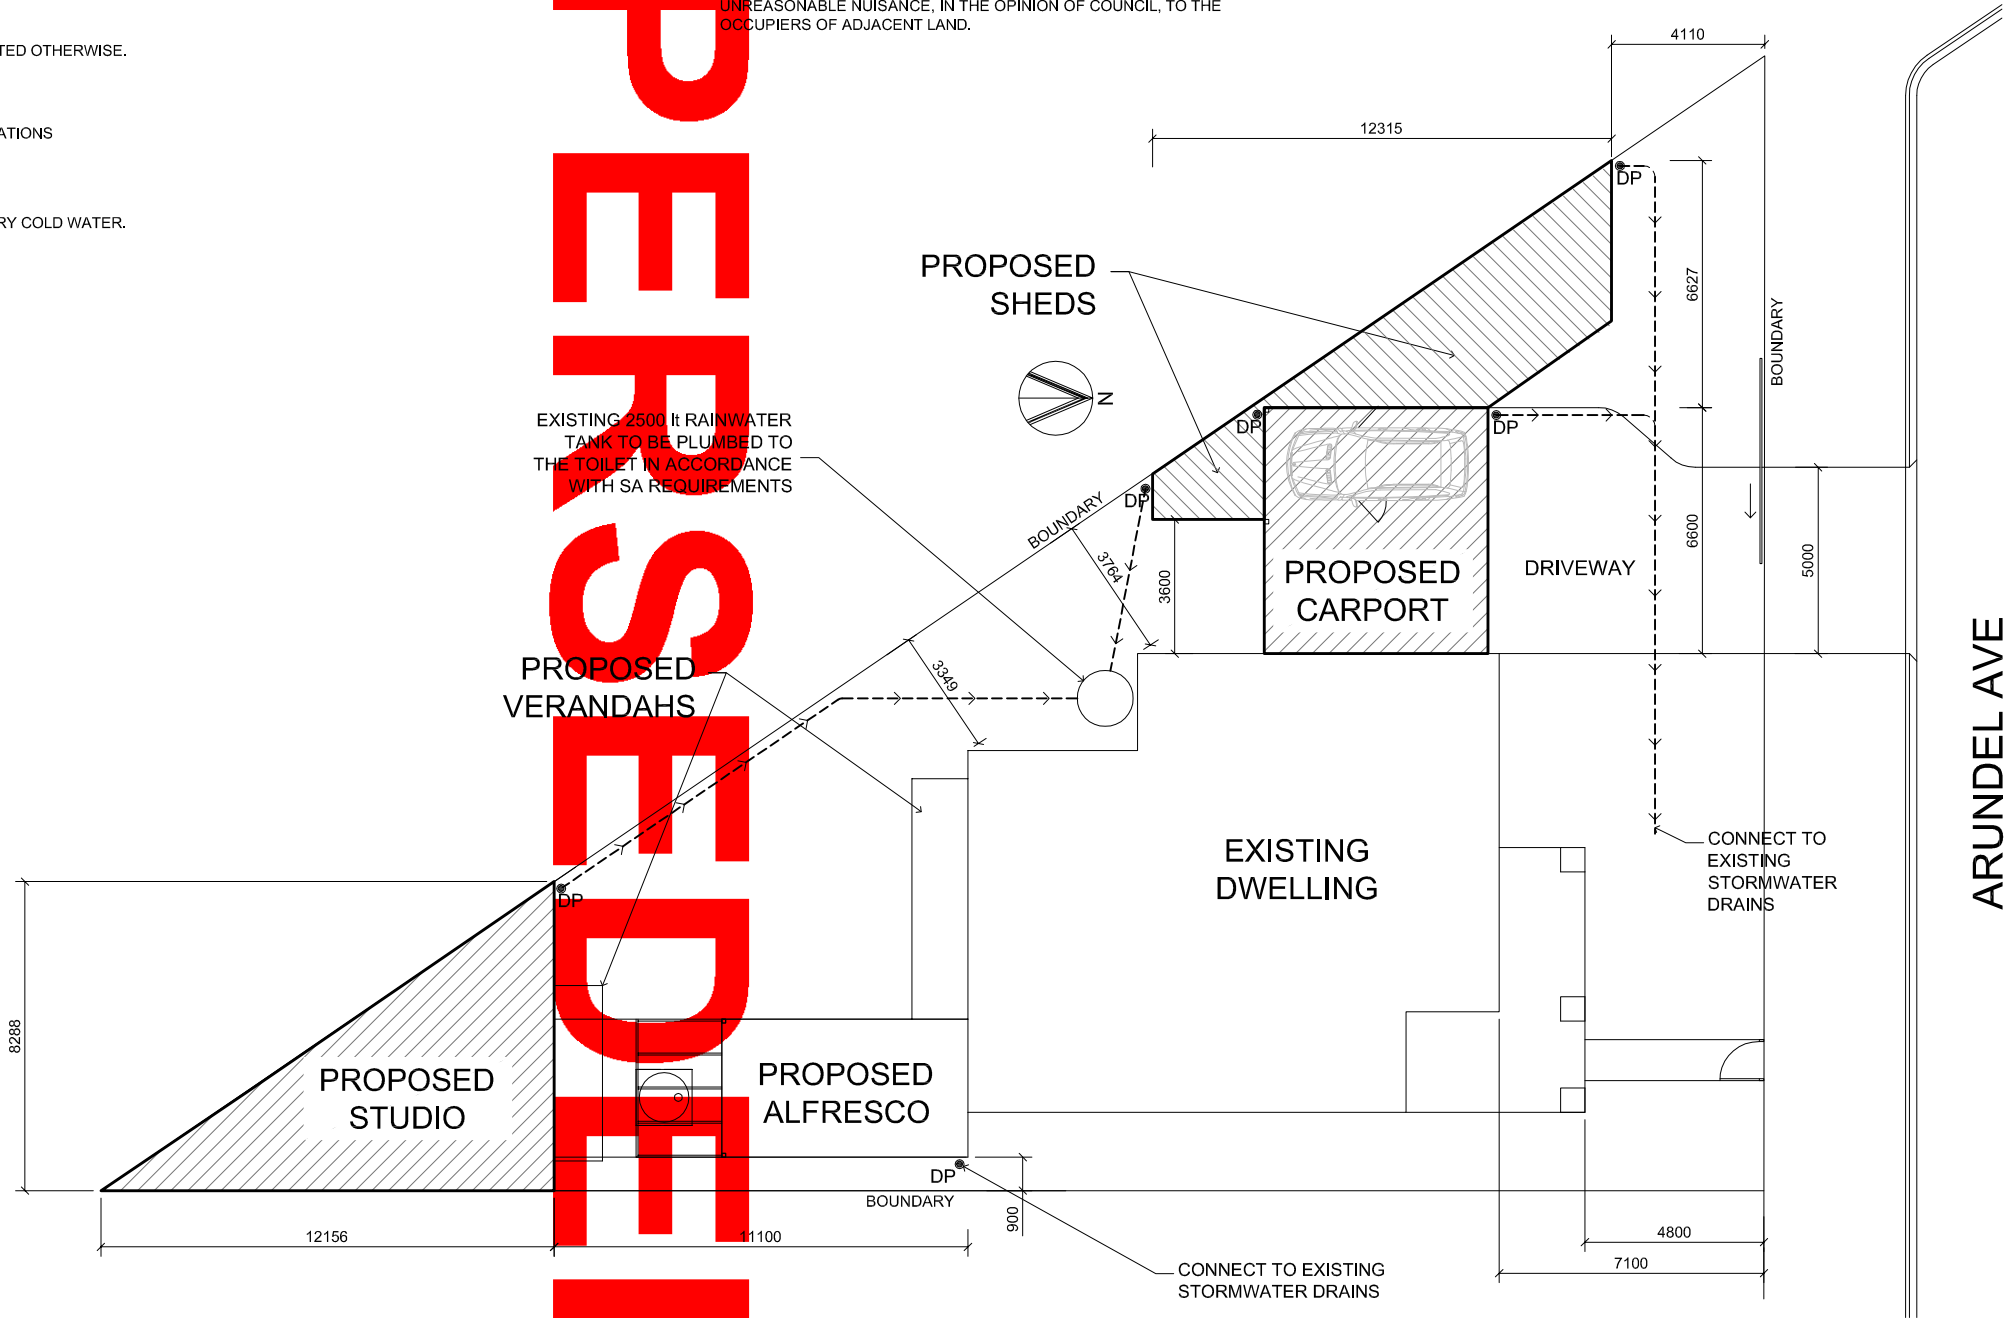 UNREASONABLE NUISANCE, IN THE OPINION OF COUNCIL, TO THE
OCCUPIERS OF ADJACENT LAND.
TED OTHERWISE.
ATIONS
RY COLD WATER.
4110
12315
DP
PROPOSED
SHEDS
6627
BOUNDARY
N
EXISTING 2500 lt RAINWATER
TANK TO BE PLUMBED TO
THE TOILET IN ACCORDANCE
WITH SA REQUIREMENTS
DP
DP
DP
BOUNDARY
3764
3600
PROPOSED
CARPORT
DRIVEWAY
6600
5000
PROPOSED
VERANDAHS
3349
ARUNDEL AVE
EXISTING
DWELLING
CONNECT TO
EXISTING
STORMWATER
DRAINS
DP
8288
PROPOSED
STUDIO
PROPOSED
ALFRESCO
DP
BOUNDARY
900
12156
11100
4800
7100
CONNECT TO EXISTING
STORMWATER DRAINS
PERSEDE